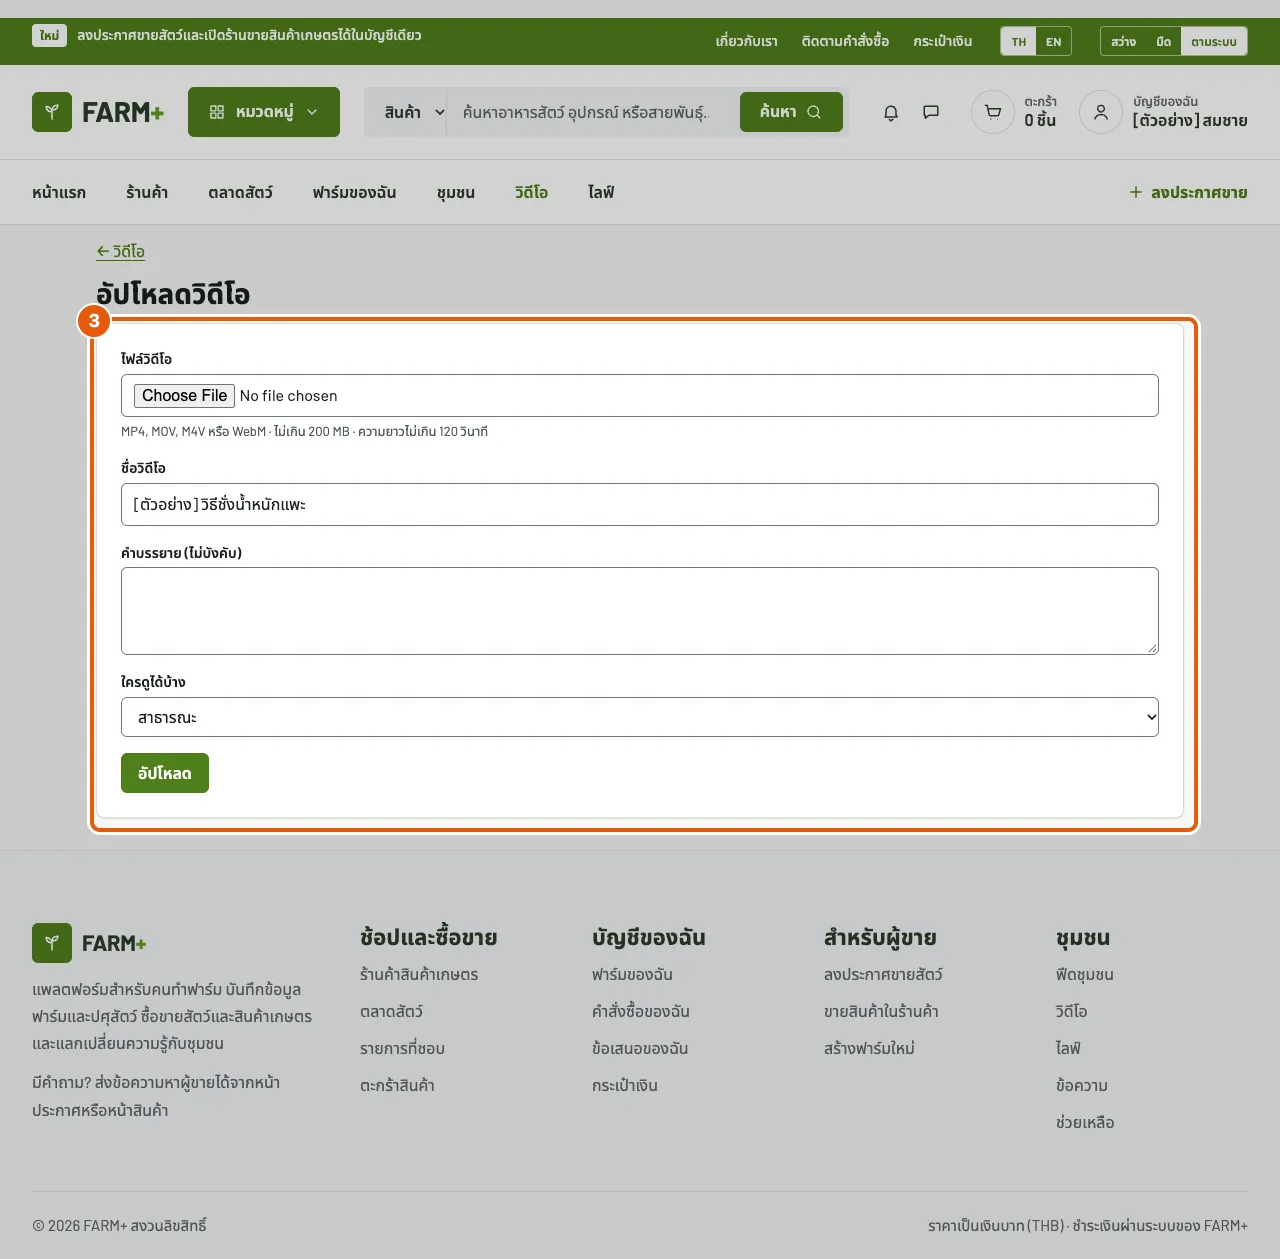 ใหม่ ลงประกาศขายสัตว์และเปิดร้านขายสินค้าเกษตรได้ในบัญชีเดียว
เกี่ยวกับเรา ติดตามคำสั่งซื้อ กระเป๋าเงิน TH EN สว่าง มืด ตามระบบ
FARM+ หมวดหมู่ สินค้า ค้นหาอาหารสัตว์ อุปกรณ์ หรือสายพันธุ์.. ค้นหา
ตะกร้า
0 ชิ้น
บัญชีของฉัน
[ตัวอย่าง] สมชาย
หน้าแรก ร้านค้า ตลาดสัตว์ ฟาร์มของฉัน ชุมชน วิดีโอ ไลฟ์ + ลงประกาศขาย
← วิดีโอ
อัปโหลดวิดีโอ
3
ไฟล์วิดีโอ
Choose File No file chosen
MP4, MOV, M4V หรือ WebM · ไม่เกิน 200 MB · ความยาวไม่เกิน 120 วินาที
ชื่อวิดีโอ
[ตัวอย่าง] วิธีชั่งน้ำหนักแพะ
คำบรรยาย (ไม่บังคับ)
ใครดูได้บ้าง
สาธารณะ
อัปโหลด
FARM+
แพลตฟอร์มสำหรับคนทำฟาร์ม บันทึกข้อมูล
ฟาร์มและปศุสัตว์ ซื้อขายสัตว์และสินค้าเกษตร
และแลกเปลี่ยนความรู้กับชุมชน
มีคำถาม? ส่งข้อความหาผู้ขายได้จากหน้า
ประกาศหรือหน้าสินค้า
ช้อปและซื้อขาย
ร้านค้าสินค้าเกษตร
ตลาดสัตว์
รายการที่ชอบ
ตะกร้าสินค้า
บัญชีของฉัน
ฟาร์มของฉัน
คำสั่งซื้อของฉัน
ข้อเสนอของฉัน
กระเป๋าเงิน
สำหรับผู้ขาย
ลงประกาศขายสัตว์
ขายสินค้าในร้านค้า
สร้างฟาร์มใหม่
ชุมชน
ฟีดชุมชน
วิดีโอ
ไลฟ์
ข้อความ
ช่วยเหลือ
© 2026 FARM+ สงวนลิขสิทธิ์
ราคาเป็นเงินบาท (THB) · ชำระเงินผ่านระบบของ FARM+